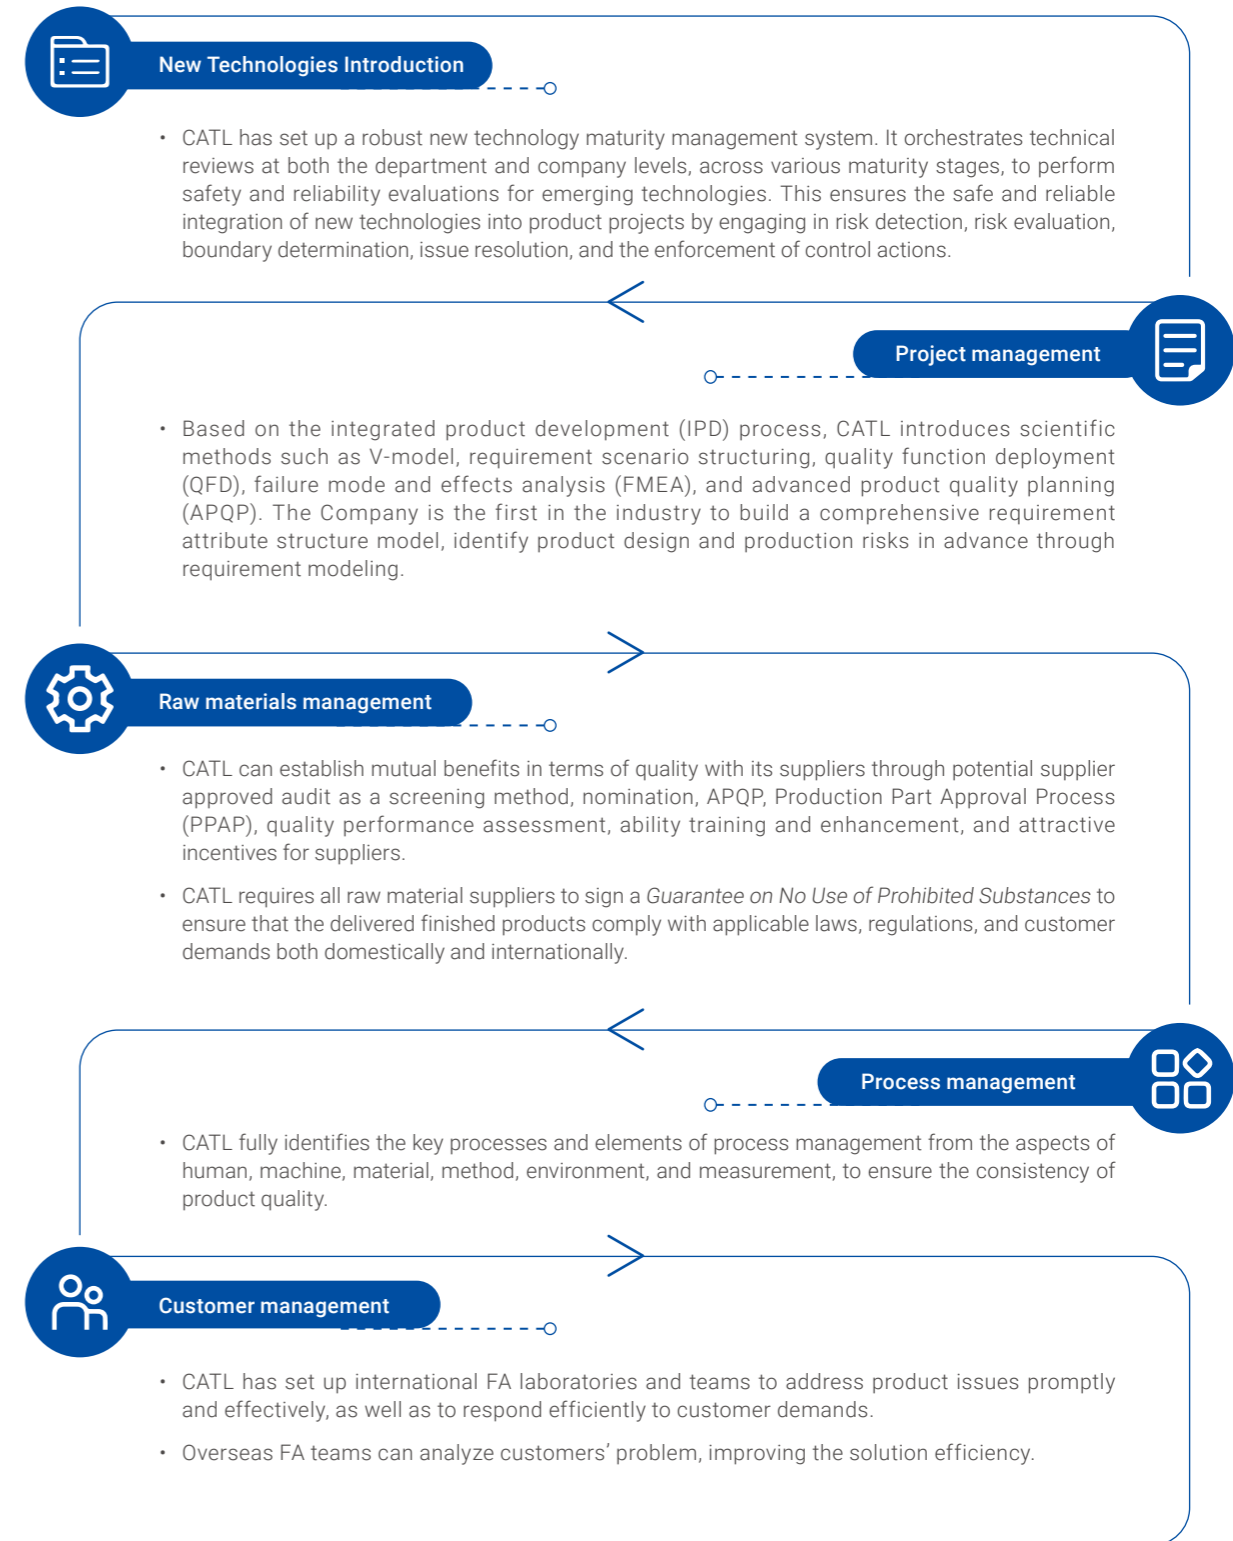 New Technologies Introduction
• CATL has set up a robust new technology maturity management system. It orchestrates technical
reviews at both the department and company levels, across various maturity stages, to perform
safety and reliability evaluations for emerging technologies. This ensures the safe and reliable
integration of new technologies into product projects by engaging in risk detection, risk evaluation,
boundary determination, issue resolution, and the enforcement of control actions.
Project management
• Based on the integrated product development (IPD) process, CATL introduces scientific
methods such as V-model, requirement scenario structuring, quality function deployment
(QFD), failure mode and effects analysis (FMEA), and advanced product quality planning
(APQP). The Company is the first in the industry to build a comprehensive requirement
attribute structure model, identify product design and production risks in advance through
requirement modeling.
Raw materials management
• CATL can establish mutual benefits in terms of quality with its suppliers through potential supplier
approved audit as a screening method, nomination, APQP, Production Part Approval Process
(PPAP), quality performance assessment, ability training and enhancement, and attractive
incentives for suppliers.
• CATL requires all raw material suppliers to sign a Guarantee on No Use of Prohibited Substances to
ensure that the delivered finished products comply with applicable laws, regulations, and customer
demands both domestically and internationally.
Process management
• CATL fully identifies the key processes and elements of process management from the aspects of
human, machine, material, method, environment, and measurement, to ensure the consistency of
product quality.
Customer management
• CATL has set up international FA laboratories and teams to address product issues promptly
and effectively, as well as to respond efficiently to customer demands.
• Overseas FA teams can analyze customers’ problem, improving the solution efficiency.